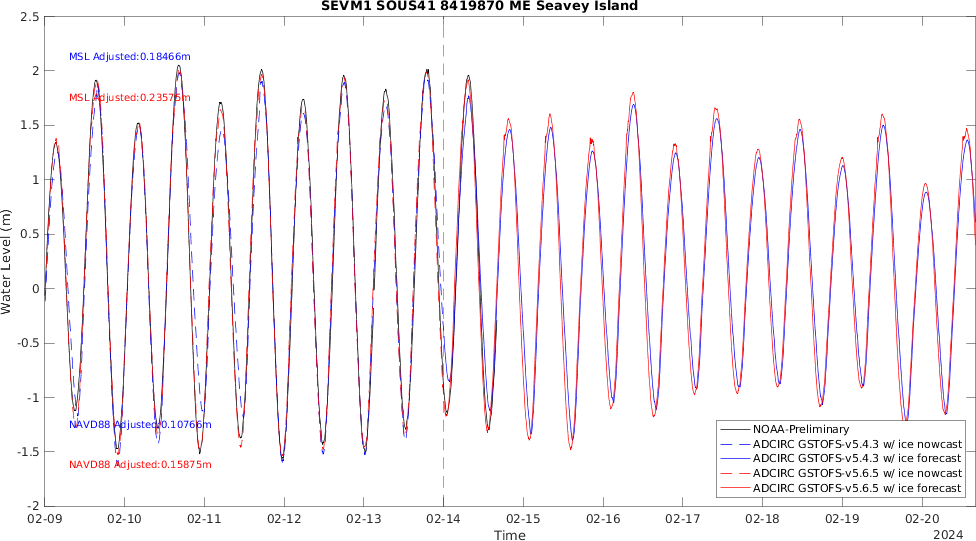 SEVM1 SOUS41 8419870 ME Seavey Island
2.5
2
1.5
1
0.5
0
-0.5
-1
-1.5
-2
Water Level (m)
MSL Adjusted:0.18466m
MSL Adjusted:0.23575m
NAVD88 Adjusted:0.10766m
NAVD88 Adjusted:0.15875m
NOAA-Preliminary
ADCIRC GSTOFS-v5.4.3 w/ ice nowcast
ADCIRC GSTOFS-v5.4.3 w/ ice forecast
ADCIRC GSTOFS-v5.6.5 w/ ice nowcast
ADCIRC GSTOFS-v5.6.5 w/ ice forecast
02-09 02-10 02-11 02-12 02-13 02-14 02-15 02-16 02-17 02-18 02-19 02-20
Time
2024